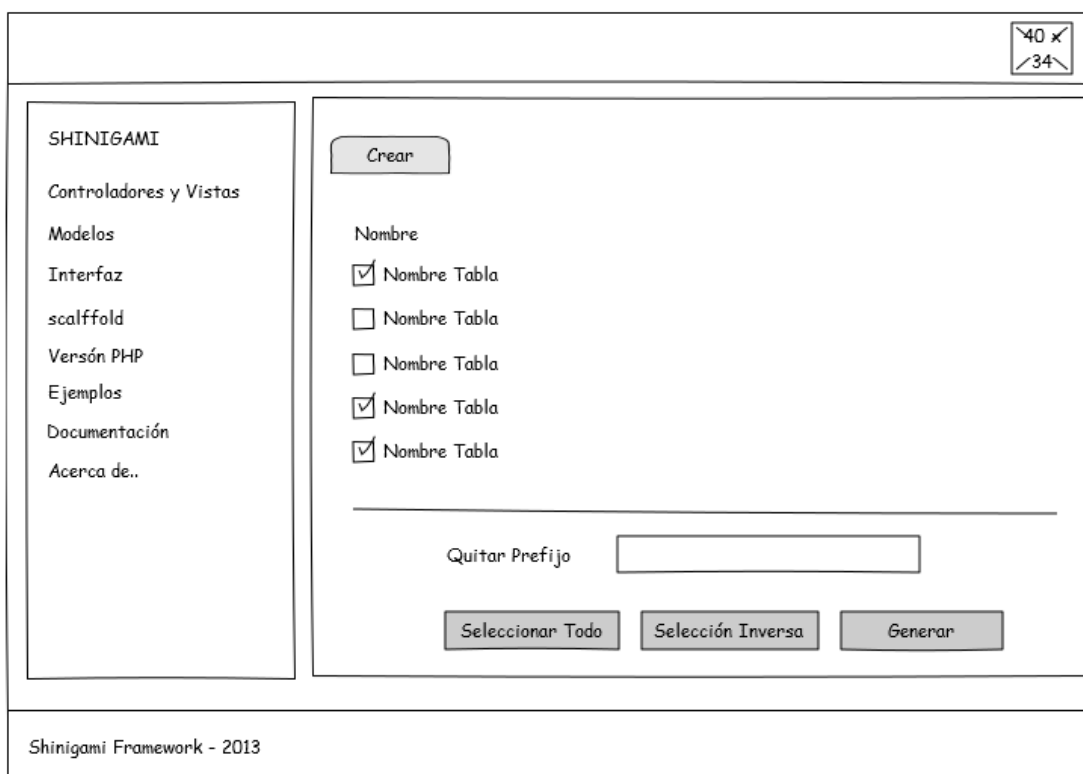 40 x
34
SHINIGAMI
Controladores y Vistas
Modelos
Interfaz
scalffold
Versón PHP
Ejemplos
Documentación
Acerca de..
Crear
Nombre
Nombre Tabla
Nombre Tabla
Nombre Tabla
Nombre Tabla
Nombre Tabla
Quitar Prefijo
Seleccionar Todo
Selección Inversa
Generar
Shinigami Framework - 2013